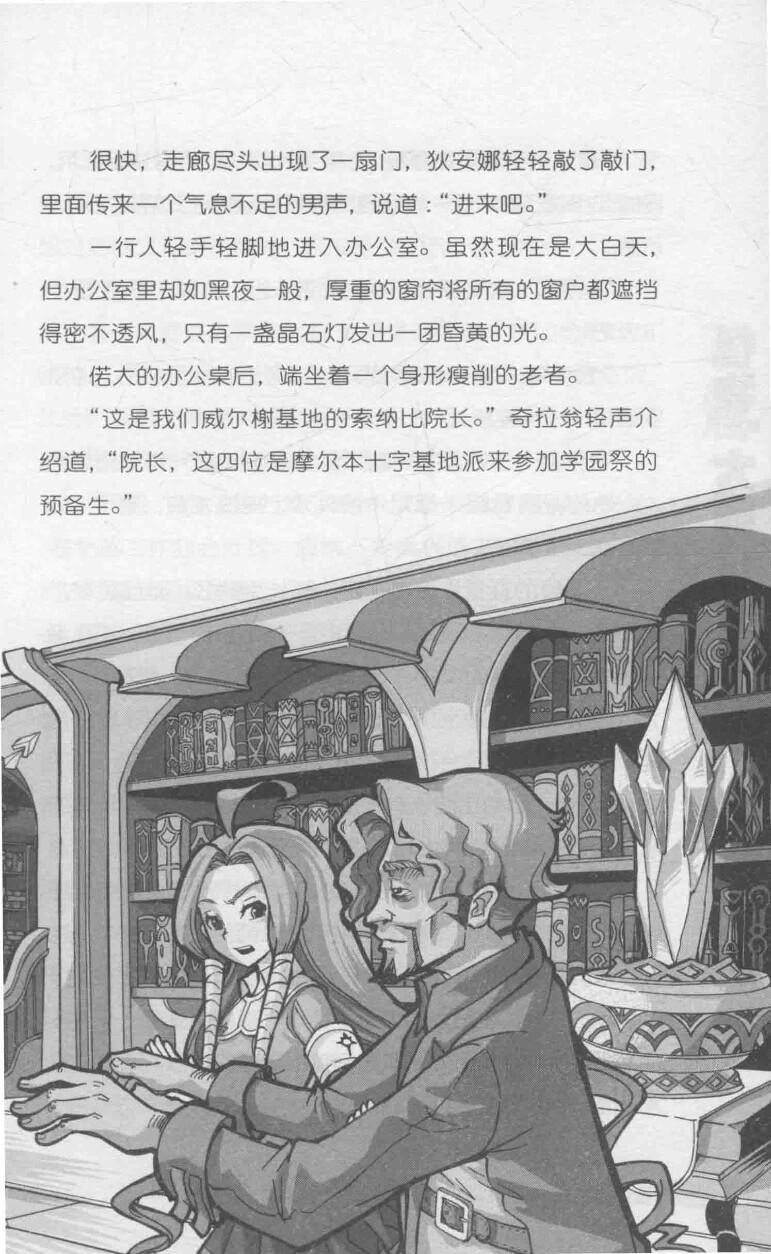 很快，走廊尽头出现了一扇门，狄安娜轻轻敲了敲门，
里面传来一个气息不足的男声，说道：“进来吧。”
一行人轻手轻脚地进入办公室。虽然现在是大白天，
但办公室里却如黑夜一般，厚重的窗帘将所有的窗户都遮挡
得密不透风，只有一盏晶石灯发出一团昏黄的光。
偌大的办公桌后，端坐着一个身形瘦削的老者。
“这是我们威尔榭基地的索纳比院长。”奇拉翁轻声介
绍道，“院长，这四位是摩尔本十字基地派来参加学园祭的
预备生。”